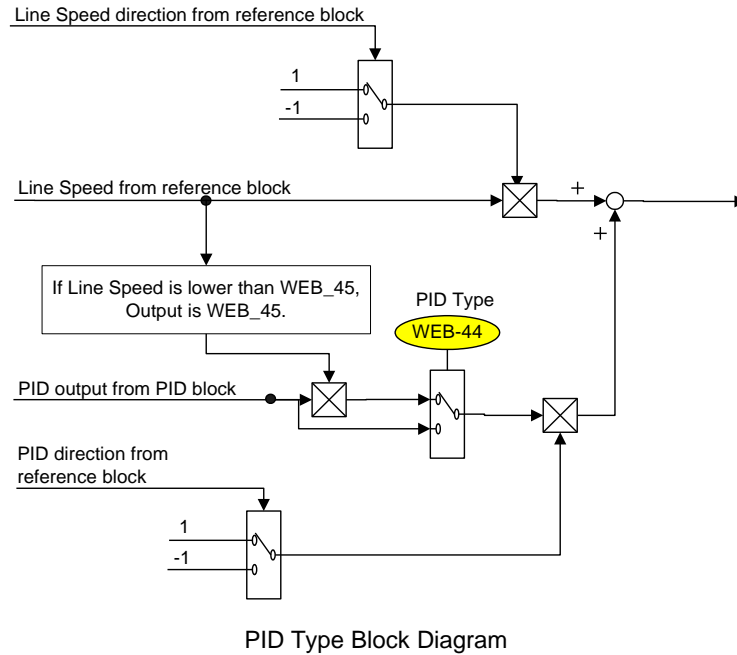 Line Speed direction from reference block
1
-1
Line Speed from reference block
+
+
If Line Speed is lower than WEB_45,
Output is WEB_45.
PID Type
WEB-44
PID output from PID block
PID direction from
reference block
1
-1
PID Type Block Diagram